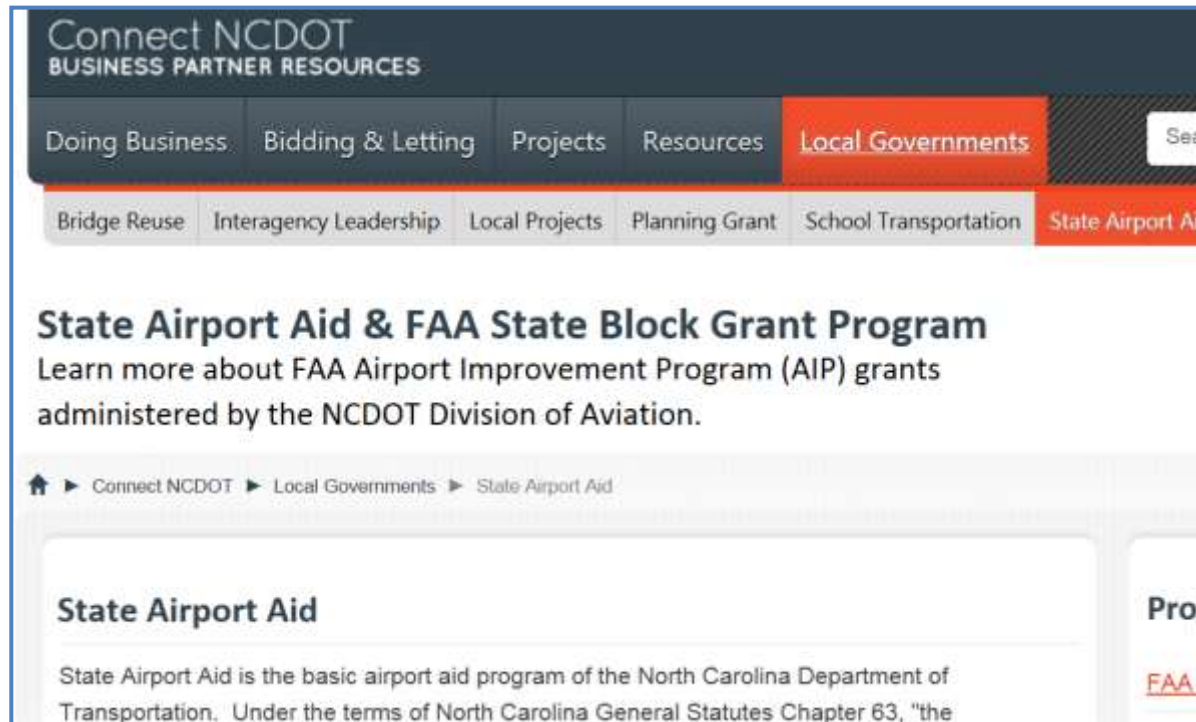 Connect NCDOT
BUSINESS PARTNER RESOURCES
Doing Business Bidding & Letting Projects Resources Local Governments
Bridge Reuse Interagency Leadership Local Projects Planning Grant School Transportation State Airport
State Airport Aid & FAA State Block Grant Program
Learn more about FAA Airport Improvement Program (AIP) grants
administered by the NCDOT Division of Aviation.
Connect NCDOT Local Governments State Airport Aid
State Airport Aid
State Airport Aid is the basic airport aid program of the North Carolina Department of
Transportation. Under the terms of North Carolina General Statutes Chapter 63, "the
FAA